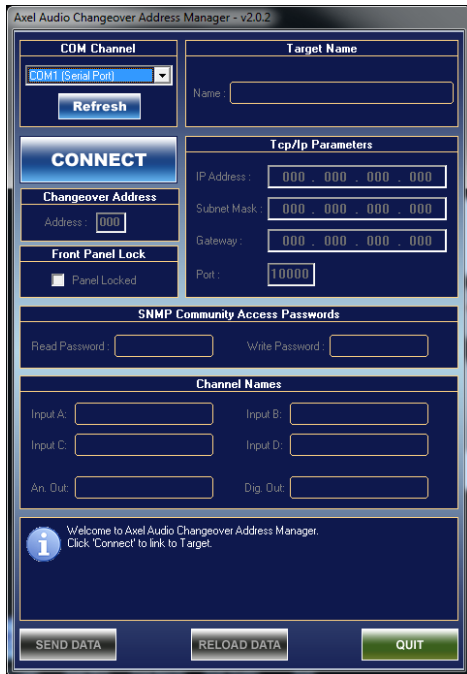 Axel Audio Changeover Address Manager - v2.0.2
COM Channel
COM1 (Serial Port)
Refresh
Target Name
Name :
CONNECT
Tcp/Ip Parameters
IP Address : 000 . 000 . 000 . 000
Subnet Mask : 000 . 000 . 000 . 000
Gateway : 000 . 000 . 000 . 000
Port : 10000
Changeover Address
Address : 000
Front Panel Lock
Panel Locked
SNMP Community Access Passwords
Read Password : Write Password :
Channel Names
Input A: Input B:
Input C: Input D:
An. Out: Dig. Out:
Welcome to Axel Audio Changeover Address Manager.
Click 'Connect' to link to Target.
SEND DATA RELOAD DATA QUIT